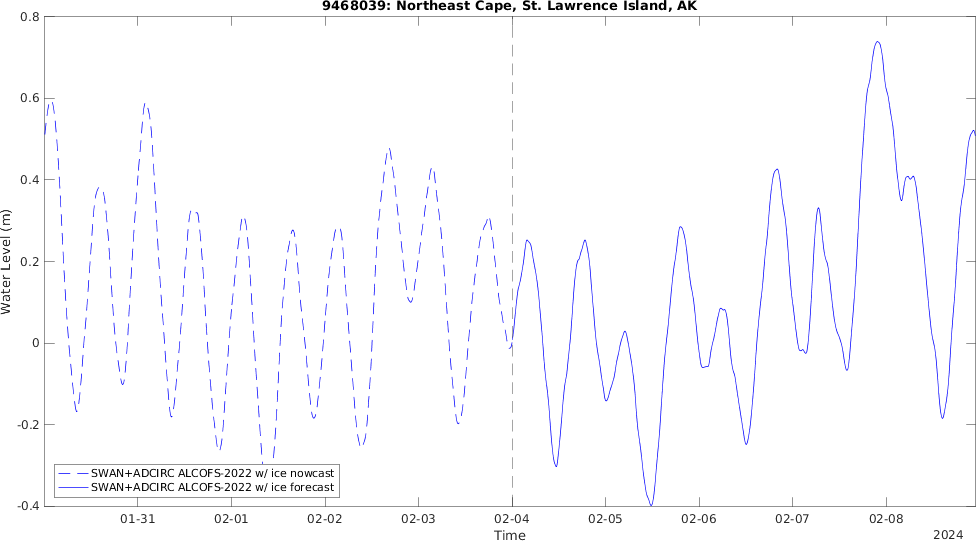 9468039: Northeast Cape, St. Lawrence Island, AK
0.8
0.6
0.4
0.2
0
-0.2
-0.4
Water Level (m)
SWAN+ADCIRC ALCOFS-2022 w/ ice nowcast
SWAN+ADCIRC ALCOFS-2022 w/ ice forecast
01-31 02-01 02-02 02-03 02-04 02-05 02-06 02-07 02-08
Time
2024